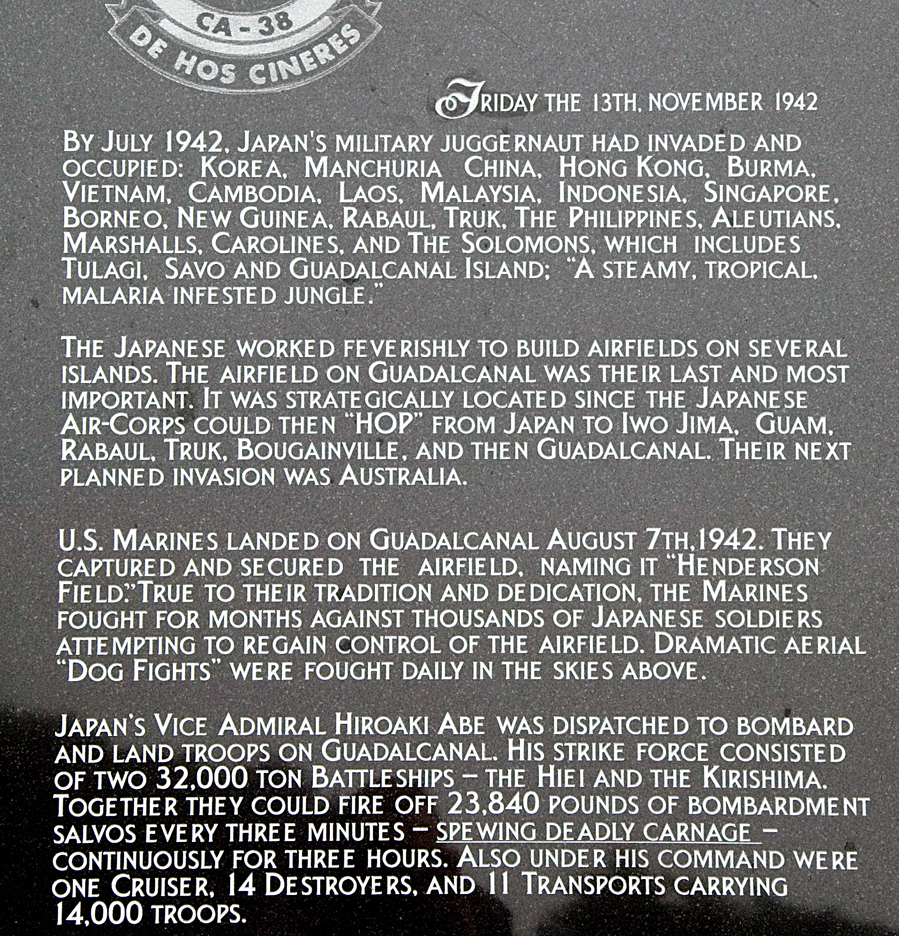 CA - 38
DE HOS CINERES
FRIDAY THE 13TH, NOVEMBER 1942
BY JULY 1942, JAPAN'S MILITARY JUGGERNAUT HAD INVADED AND
OCCUPIED: KOREA, MANCHURIA CHINA, HONG KONG, BURMA,
VIETNAM, CAMBODIA, LAOS, MALAYSIA, INDONESIA, SINGAPORE,
BORNEO, NEW GUINEA, RABAUL, TRUK, THE PHILIPPINES, ALEUTIANS,
MARSHALLS, CAROLINES, AND THE SOLOMONS, WHICH INCLUDES
TULAGI, SAVO AND GUADALCANAL ISLAND; "A STEAMY, TROPICAL,
MALARIA INFESTED JUNGLE."
THE JAPANESE WORKED FEVERISHLY TO BUILD AIRFIELDS ON SEVERAL
ISLANDS. THE AIRFIELD ON GUADALCANAL WAS THEIR LAST AND MOST
IMPORTANT. IT WAS STRATEGICALLY LOCATED SINCE THE JAPANESE
AIR-CORPS COULD THEN "HOP" FROM JAPAN TO IWO JIMA, GUAM,
RABAUL, TRUK, BOUGAINVILLE, AND THEN GUADALCANAL. THEIR NEXT
PLANNED INVASION WAS AUSTRALIA.
U.S. MARINES LANDED ON GUADALCANAL AUGUST 7TH,1942. THEY
CAPTURED AND SECURED THE AIRFIELD, NAMING IT "HENDERSON
FIELD." TRUE TO THEIR TRADITION AND DEDICATION, THE MARINES
FOUGHT FOR MONTHS AGAINST THOUSANDS OF JAPANESE SOLDIERS
ATTEMPTING TO REGAIN CONTROL OF THE AIRFIELD. DRAMATIC AERIAL
"DOG FIGHTS" WERE FOUGHT DAILY IN THE SKIES ABOVE.
JAPAN'S VICE ADMIRAL HIROAKI ABE WAS DISPATCHED TO BOMBARD
AND LAND TROOPS ON GUADALCANAL. HIS STRIKE FORCE CONSISTED
OF TWO 32,000 TON BATTLESHIPS – THE HIEI AND THE KIRISHIMA.
TOGETHER THEY COULD FIRE OFF 23,840 POUNDS OF BOMBARDMENT
SALVOS EVERY THREE MINUTES – SPEWING DEADLY CARNAGE –
CONTINUOUSLY FOR THREE HOURS. ALSO UNDER HIS COMMAND WERE
ONE CRUISER, 14 DESTROYERS, AND 11 TRANSPORTS CARRYING
14,000 TROOPS.